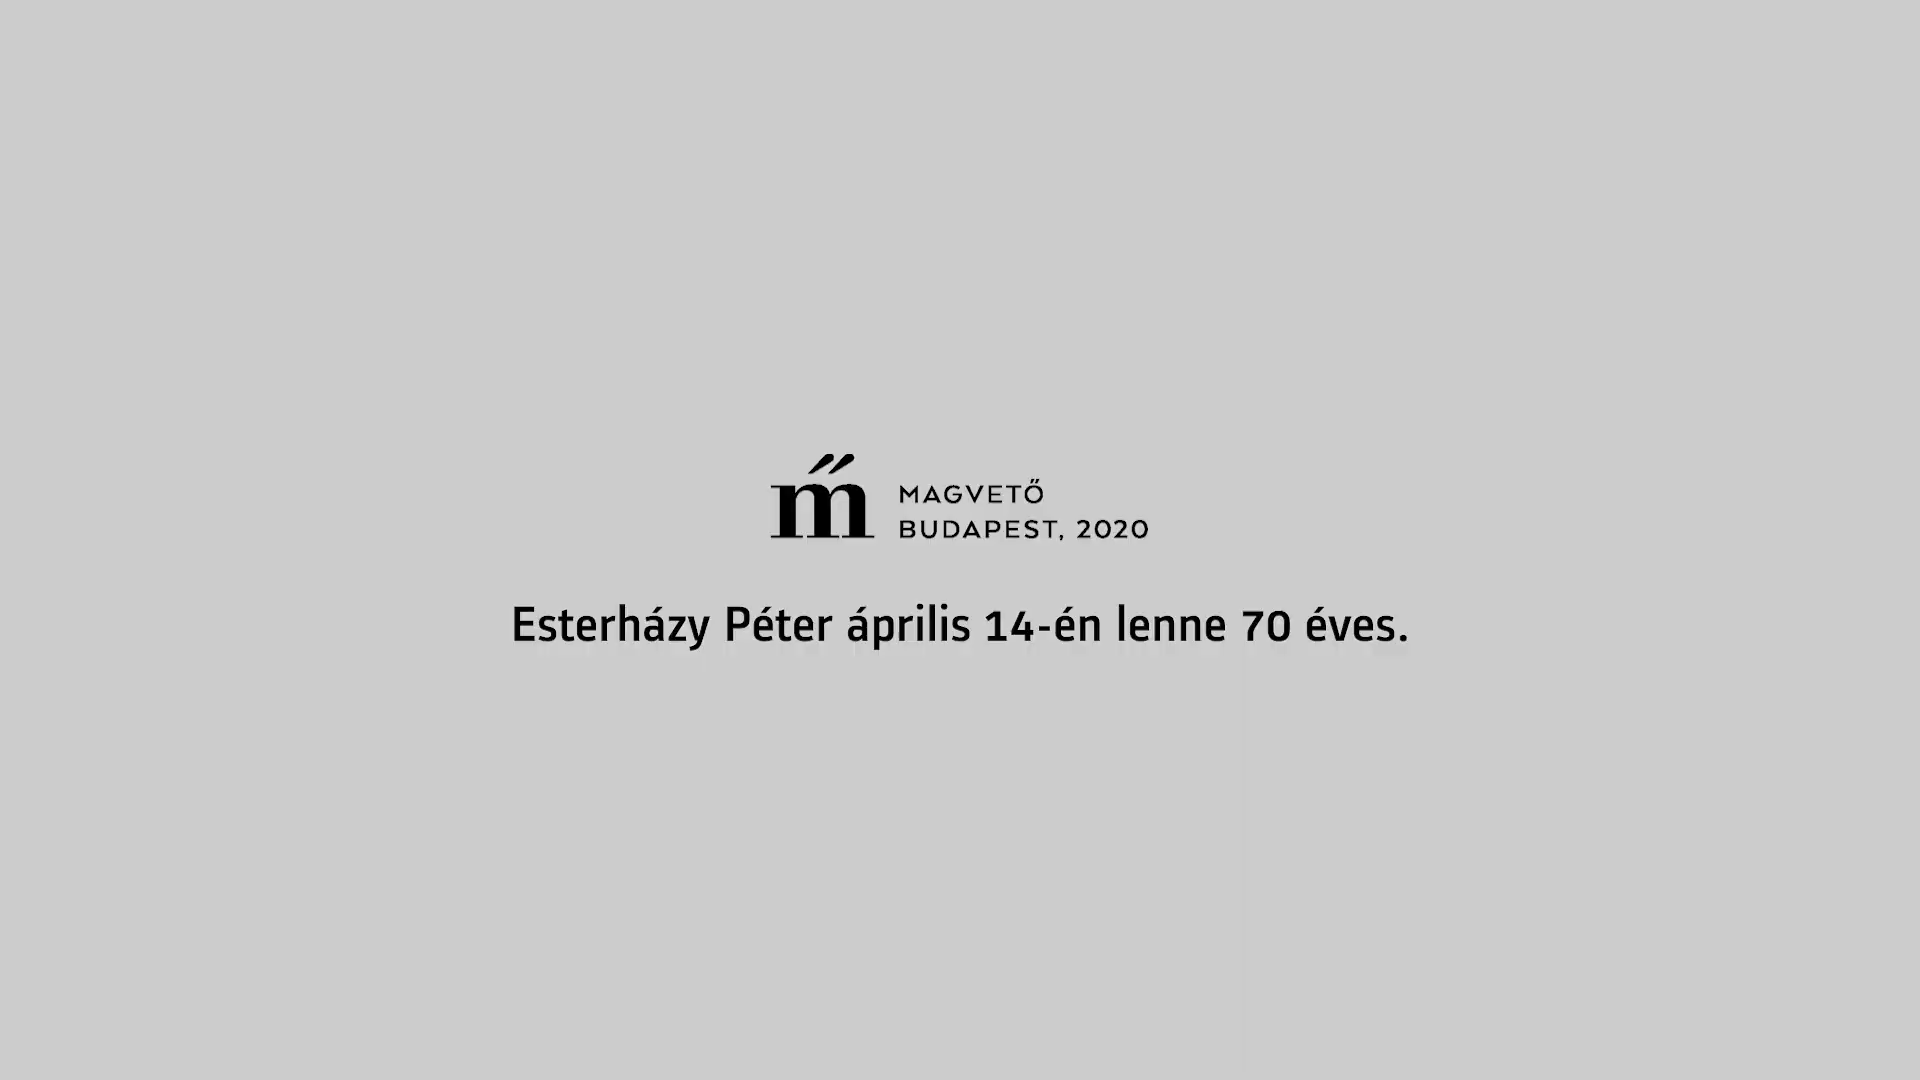 m̋ MAGVETŐ
BUDAPEST, 2020
Esterházy Péter április 14-én lenne 70 éves.